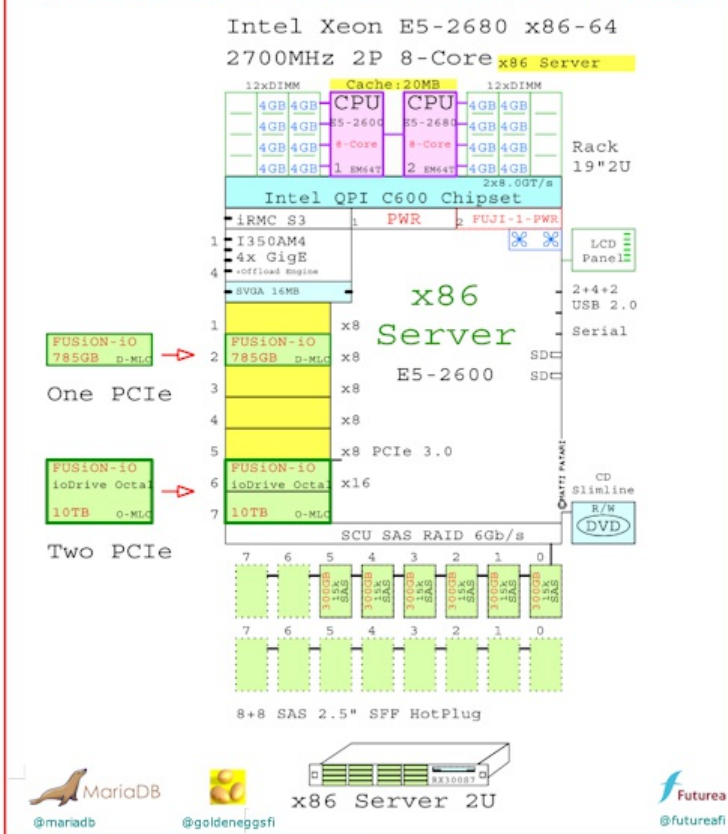 Intel Xeon E5-2680 x86-64
2700MHz 2P 8-Core x86 Server
12xDIMM Cache:20MB 12xDIMM
4GB 4GB CPU CPU 4GB 4GB
4GB 4GB E5-2600 E5-2680 4GB 4GB
4GB 4GB 8-Core 8-Core 4GB 4GB
4GB 4GB 1 EM64T 2 EM64T 4GB 4GB
Rack
19"2U
2x8.0GT/s
Intel QPI C600 Chipset
iRMC S3 1 PWR 2 FUJI-1-PWR
1 I350AM4
4x GigE
4 +Offload Engine
SVGA 16MB
LCD
Panel
2+4+2
USB 2.0
Serial
SD
SD
x86
Server
E5-2600
1 x8
FUSiON-iO
785GB D-MLC
One PCIe
2 FUSiON-iO x8
785GB D-MLC
3 x8
4 x8
5 x8 PCIe 3.0
FUSiON-iO
ioDrive Octal
10TB O-MLC
Two PCIe
FUSiON-iO
6 ioDrive Octal x16
7 10TB O-MLC
©MATTI PATARI
CD
Slimline
R/W
DVD
SCU SAS RAID 6Gb/s
7 6 5 4 3 2 1 0
300GB 300GB 300GB 300GB 300GB 300GB
15k 15k 15k 15k 15k 15k
SAS SAS SAS SAS SAS SAS
7 6 5 4 3 2 1 0
8+8 SAS 2.5" SFF HotPlug
RX300S7
x86 Server 2U
MariaDB
@mariadb
@goldeneggsfi
Futurea
@futureafi